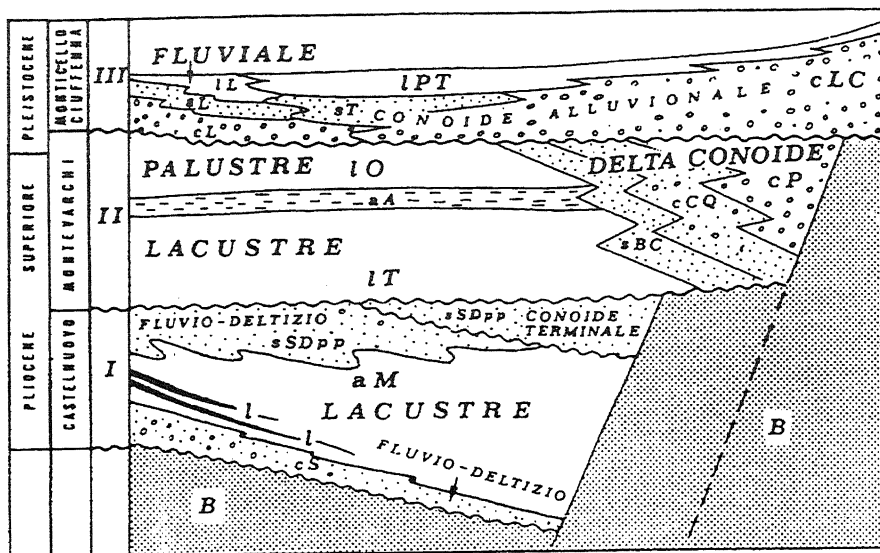 PLEISTOCENE
MONTICELLO
CIUFFENNA
III
FLUVIALE
lL
lPT
cLC
sL
sT
CONOIDE ALLUVIONALE
cL
SUPERIORE
MONTEVARCHI
II
PALUSTRE lO
DELTA CONOIDE
cP
aA
cCQ
LACUSTRE
sBC
lT
PLIOCENE
CASTELNUOVO
I
FLUVIO-DELTIZIO
sSDpp
sSDpp
CONOIDE
TERMINALE
aM
LACUSTRE
l
l
B
cS
FLUVIO-DELTIZIO
B